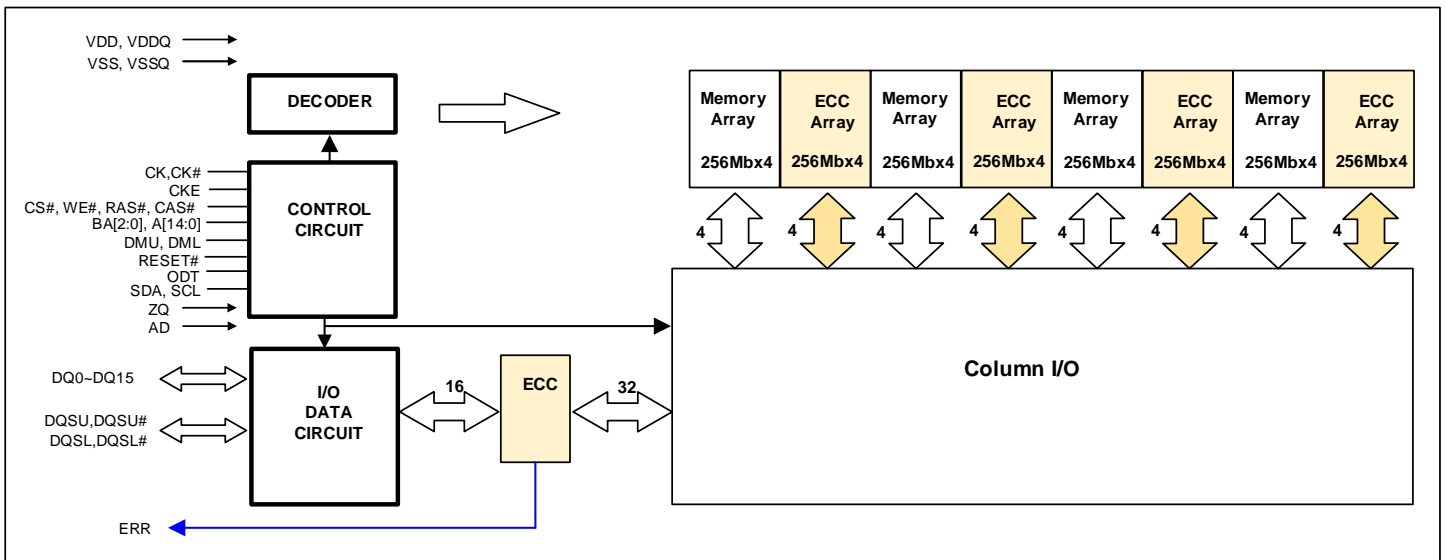 VDD, VDDQ
VSS, VSSQ
DECODER
CK,CK#
CKE
CS#, WE#, RAS#, CAS#
BA[2:0], A[14:0]
DMU, DML
RESET#
ODT
SDA, SCL
ZQ
AD
CONTROL
CIRCUIT
Memory
Array
256Mbx4
ECC
Array
256Mbx4
Memory
Array
256Mbx4
ECC
Array
256Mbx4
Memory
Array
256Mbx4
ECC
Array
256Mbx4
Memory
Array
256Mbx4
ECC
Array
256Mbx4
4
4
4
4
4
4
4
4
DQ0~DQ15
DQSU,DQSU#
DQSL,DQSL#
I/O
DATA
CIRCUIT
16
ECC
32
Column I/O
ERR